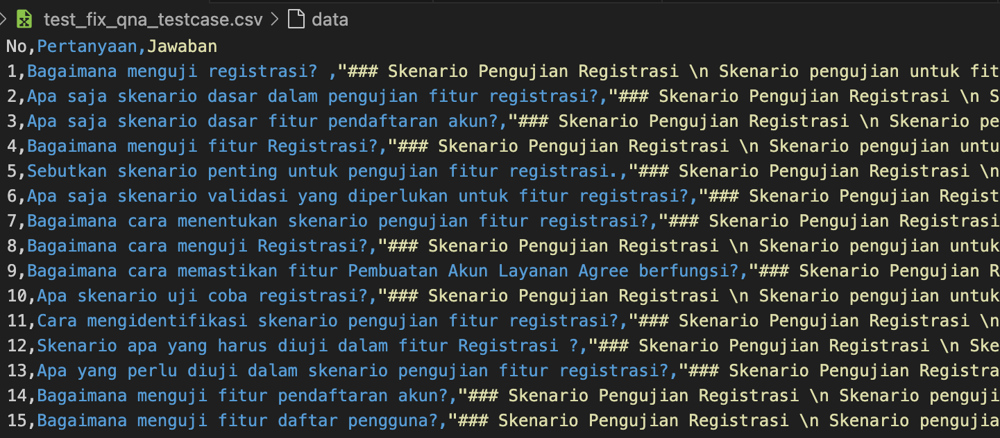 test_fix_qna_testcase.csv > data
No,Pertanyaan,Jawaban
1,Bagaimana menguji registrasi? ,"### Skenario Pengujian Registrasi \n Skenario pengujian untuk fit
2,Apa saja skenario dasar dalam pengujian fitur registrasi?,"### Skenario Pengujian Registrasi \n S
3,Apa saja skenario dasar fitur pendaftaran akun?,"### Skenario Pengujian Registrasi \n Skenario pe
4,Bagaimana menguji fitur Registrasi?,"### Skenario Pengujian Registrasi \n Skenario pengujian untu
5,Sebutkan skenario penting untuk pengujian fitur registrasi.,"### Skenario Pengujian Registrasi \n
6,Apa saja skenario validasi yang diperlukan untuk fitur registrasi?,"### Skenario Pengujian Regist
7,Bagaimana cara menentukan skenario pengujian fitur registrasi?,"### Skenario Pengujian Registrasi
8,Bagaimana cara menguji Registrasi?,"### Skenario Pengujian Registrasi \n Skenario pengujian untuk
9,Bagaimana cara memastikan fitur Pembuatan Akun Layanan Agree berfungsi?,"### Skenario Pengujian R
10,Apa skenario uji coba registrasi?,"### Skenario Pengujian Registrasi \n Skenario pengujian untuk
11,Cara mengidentifikasi skenario pengujian fitur registrasi?,"### Skenario Pengujian Registrasi \n
12,Skenario apa yang harus diuji dalam fitur Registrasi ?,"### Skenario Pengujian Registrasi \n Ske
13,Apa yang perlu diuji dalam skenario pengujian fitur registrasi?,"### Skenario Pengujian Registra
14,Bagaimana menguji fitur pendaftaran akun?,"### Skenario Pengujian Registrasi \n Skenario penguji
15,Bagaimana menguji fitur daftar pengguna?,"### Skenario Pengujian Registrasi \n Skenario pengujia